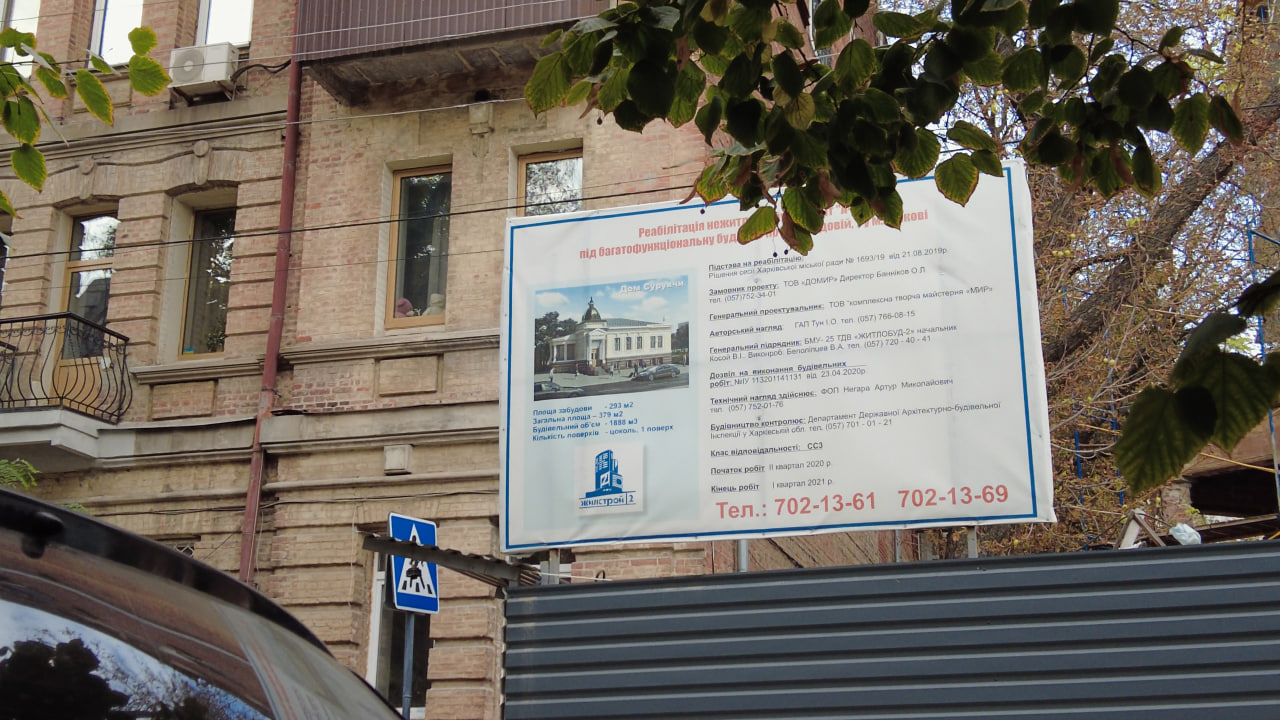 Реабілітація нежит
під багатофункціональну буді
Дом Сурукчи
Площа забудови - 293 м2
Загальна площа – 379 м2
Будівельний об'єм - 1888 м3
Кількість поверхів - цоколь, 1 поверх
жилстрой 2
Підстава на реабілітацію:
Рішення сесії Харківської міської ради № 1693/19 від 21.08.2019р.
Замовник проекту: ТОВ «ДОМИР» Директор Банніков О.Л
тел. (057)752-34-01
Генеральний проектувальник: ТОВ "комплексна творча майстерня «МИР»
Авторський нагляд: ГАП Тун І.О. тел. (057) 766-08-15
Генеральний підрядник: БМУ- 25 ТДВ «ЖИТЛОБУД-2» начальник
Косой В.І.. Виконроб. Белоліпцев В.А. тел. (057) 720 - 40 - 41
Дозвіл на виконання будівельних
робіт: №ІУ 113201141131 від 23.04.2020р
Технічний нагляд здійснює: ФОП Негара Артур Миколайович
тел. (057) 752-01-76
Будівництво контролює: Департамент Державної Архітектурно-будівельної
Інспекції у Харківській обл. тел. (057) 701 - 01 - 21
Клас відповідальності: СС3
Початок робіт ІІ квартал 2020 р.
Кінець робіт І квартал 2021 р.
Тел.: 702-13-61 702-13-69